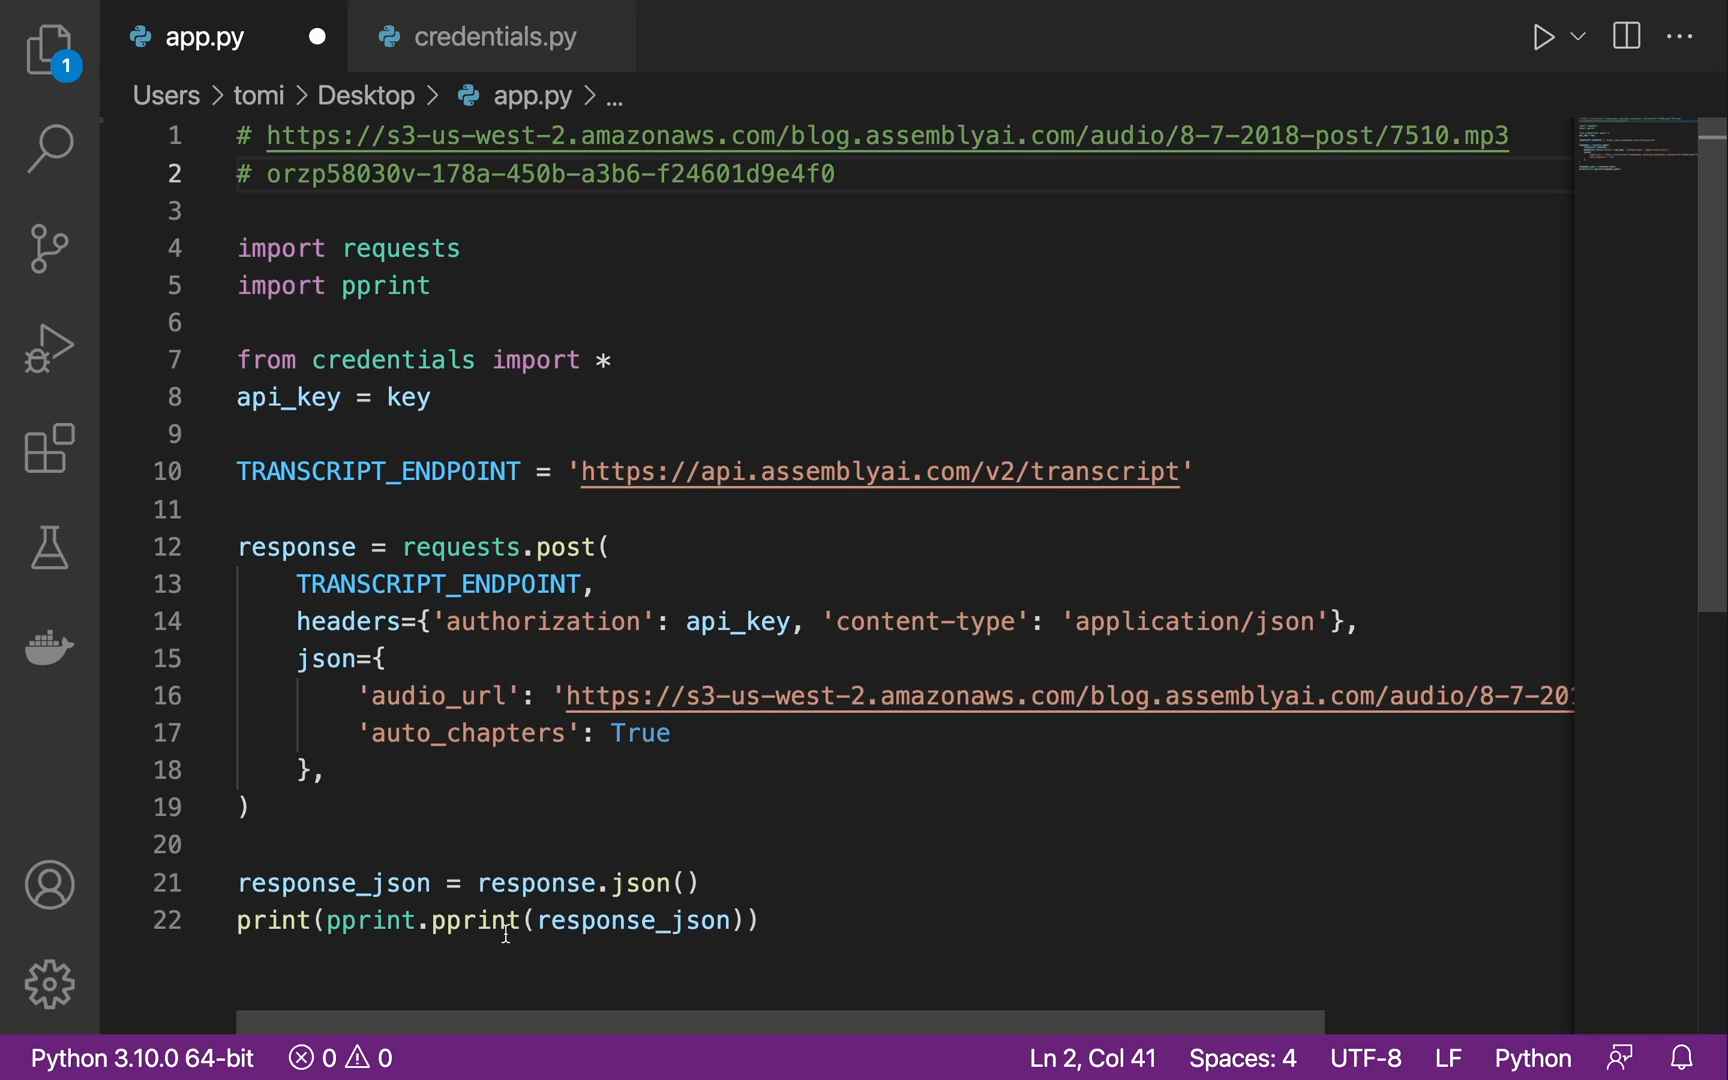 1
app.py
credentials.py
Users > tomi > Desktop > app.py > ...
1 # https://s3-us-west-2.amazonaws.com/blog.assemblyai.com/audio/8-7-2018-post/7510.mp3
2 # orzp58030v-178a-450b-a3b6-f24601d9e4f0
3
4 import requests
5 import pprint
6
7 from credentials import *
8 api_key = key
9
10 TRANSCRIPT_ENDPOINT = 'https://api.assemblyai.com/v2/transcript'
11
12 response = requests.post(
13     TRANSCRIPT_ENDPOINT,
14     headers={'authorization': api_key, 'content-type': 'application/json'},
15     json={
16         'audio_url': 'https://s3-us-west-2.amazonaws.com/blog.assemblyai.com/audio/8-7-201
17         'auto_chapters': True
18     },
19 )
20
21 response_json = response.json()
22 print(pprint.pprint(response_json))
Python 3.10.0 64-bit 0 0 Ln 2, Col 41 Spaces: 4 UTF-8 LF Python